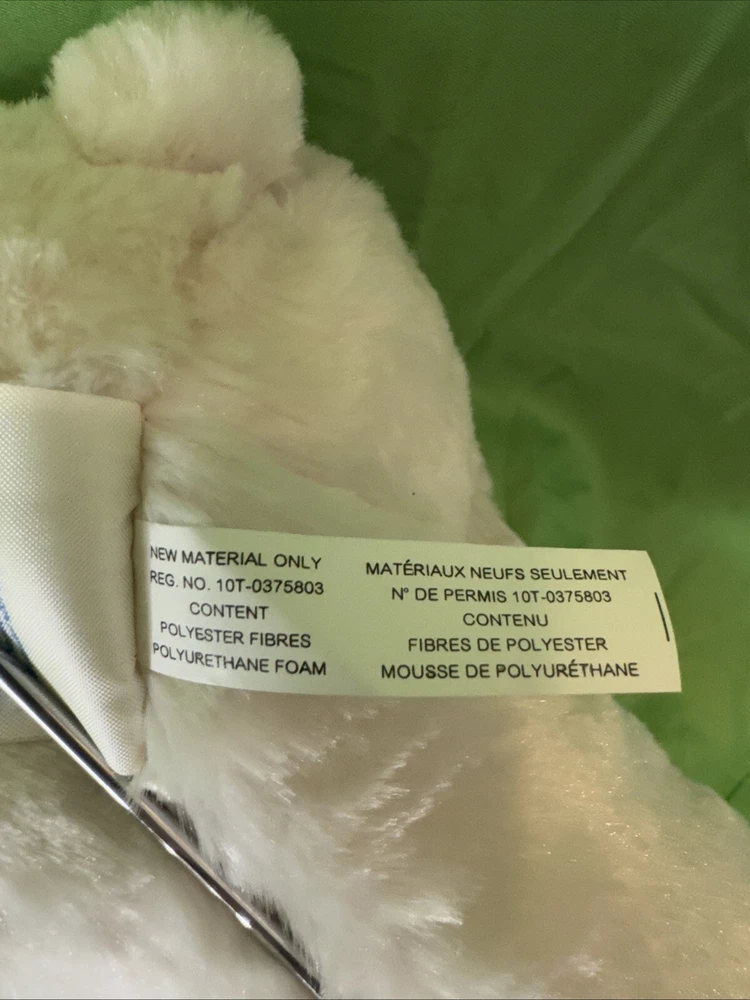 NEW MATERIAL ONLY
REG. NO. 10T-0375803
CONTENT
POLYESTER FIBRES
POLYURETHANE FOAM
MATÉRIAUX NEUFS SEULEMENT
N° DE PERMIS 10T-0375803
CONTENU
FIBRES DE POLYESTER
MOUSSE DE POLYURÉTHANE